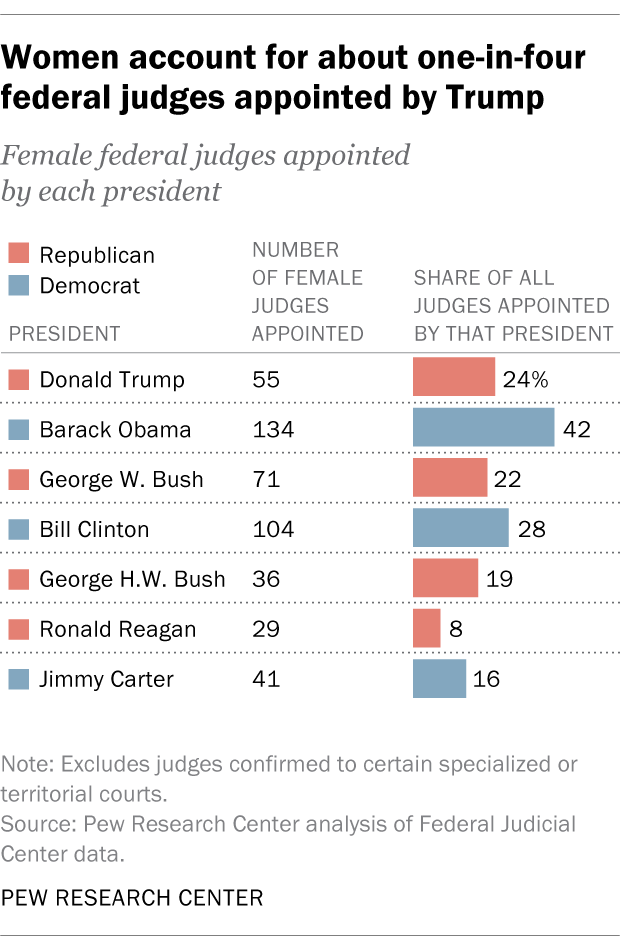 Women account for about one-in-four
federal judges appointed by Trump
Female federal judges appointed
by each president
Republican
Democrat
PRESIDENT
NUMBER
OF FEMALE
JUDGES
APPOINTED
SHARE OF ALL
JUDGES APPOINTED
BY THAT PRESIDENT
Donald Trump 55 24%
Barack Obama 134 42
George W. Bush 71 22
Bill Clinton 104 28
George H.W. Bush 36 19
Ronald Reagan 29 8
Jimmy Carter 41 16
Note: Excludes judges confirmed to certain specialized or
territorial courts.
Source: Pew Research Center analysis of Federal Judicial
Center data.
PEW RESEARCH CENTER